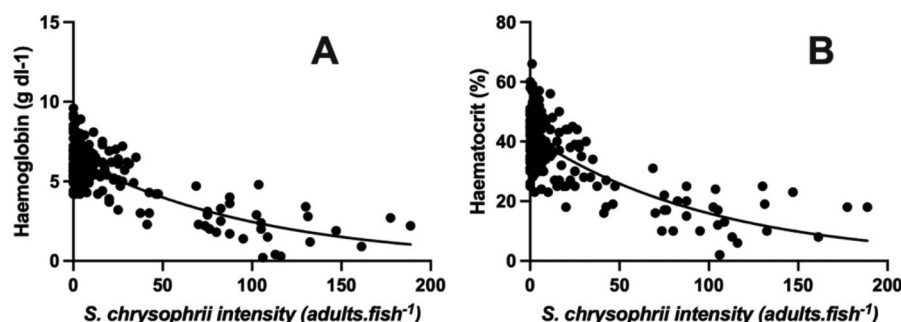 A
15
10
5
0
Haemoglobin (g dl-1)
0 50 100 150 200
S. chrysophrii intensity (adults.fish⁻¹)
B
80
60
40
20
0
Haematocrit (%)
0 50 100 150 200
S. chrysophrii intensity (adults.fish⁻¹)